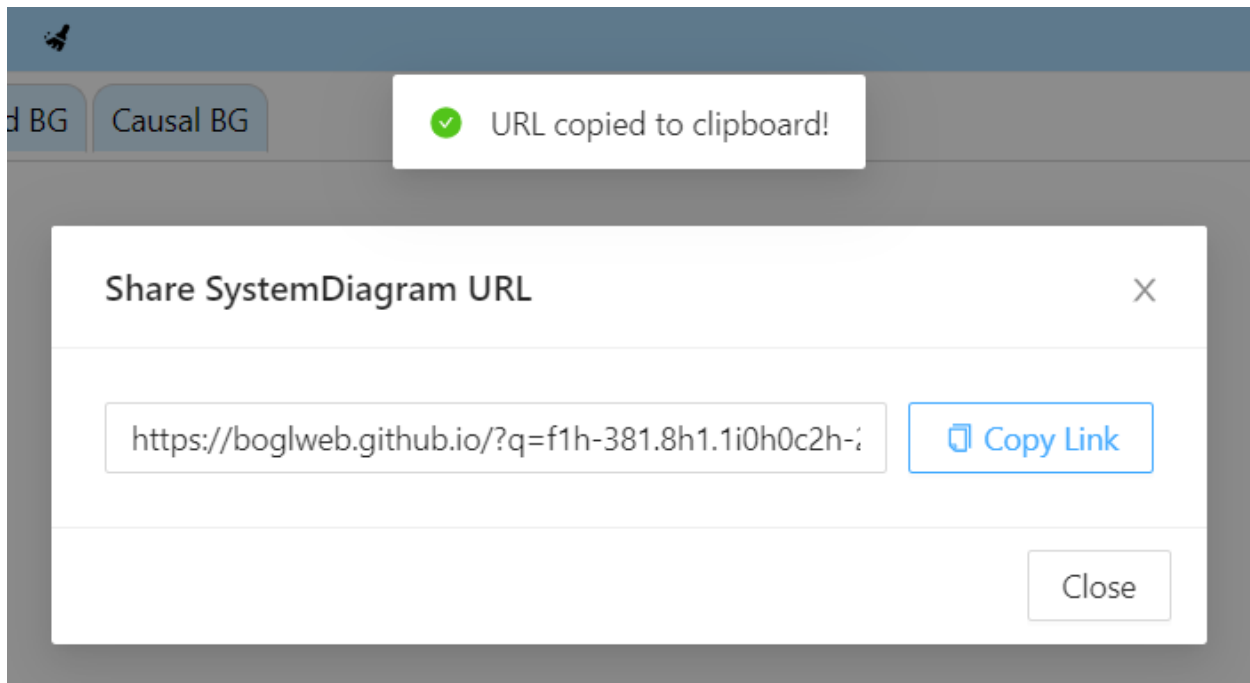 d BG
Causal BG
URL copied to clipboard!
Share SystemDiagram URL
https://boglweb.github.io/?q=f1h-381.8h1.1i0h0c2h-
Copy Link
Close